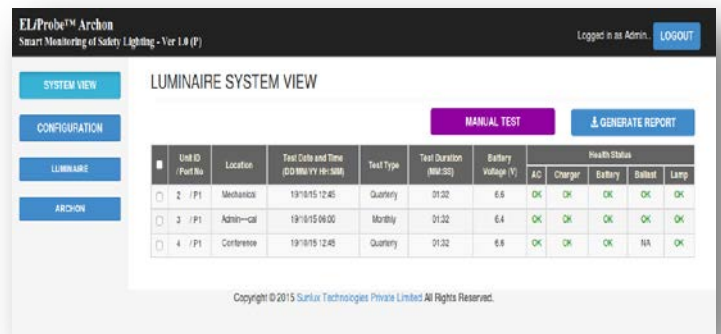 ELiProbe™ Archon
Smart Monitoring of Safety Lighting - Ver 1.0 (P)
Logged in as Admin.. LOGOUT
SYSTEM VIEW
CONFIGURATION
LUMINAIRE
ARCHON
LUMINAIRE SYSTEM VIEW
MANUAL TEST GENERATE REPORT
Unit ID / Port No Location Test Date and Time (DD/MM/YY HH:MM) Test Type Test Duration (MM:SS) Battery Voltage (V) Health Status
AC Charger Battery Ballast Lamp
2 / P1 Mechanical 19/10/15 12:45 Quarterly 01:32 6.6 OK OK OK OK OK
3 / P1 Admin---cal 19/10/15 06:00 Monthly 01:32 6.4 OK OK OK OK OK
4 / P1 Conference 19/10/15 12:45 Quarterly 01:32 6.6 OK OK OK NA OK
Copyright © 2015 Sunlux Technologies Private Limited All Rights Reserved.